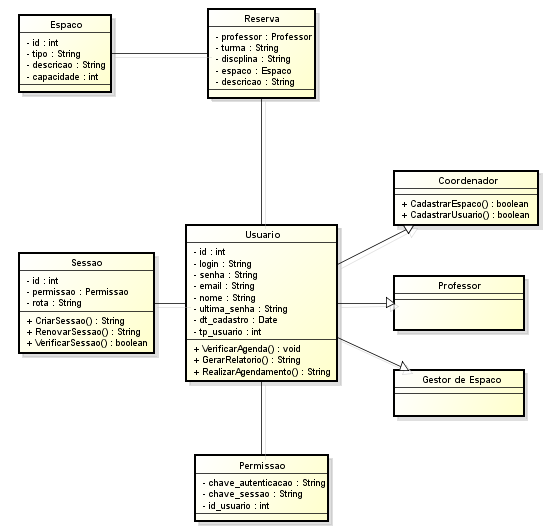 Espaco
- id : int
- tipo : String
- descricao : String
- capacidade : int
Reserva
- professor : Professor
- turma : String
- discplina : String
- espaco : Espaco
- descricao : String
Coordenador
+ CadastrarEspaco() : boolean
+ CadastrarUsuario() : boolean
Usuario
- id : int
- login : String
- senha : String
- email : String
- nome : String
- ultima_senha : String
- dt_cadastro : Date
- tp_usuario : int
+ VerificarAgenda() : void
+ GerarRelatorio() : String
+ RealizarAgendamento() : String
Sessao
- id : int
- permissao : Permissao
- rota : String
+ CriarSessao() : String
+ RenovarSessao() : String
+ VerificarSessao() : boolean
Professor
Gestor de Espaco
Permissao
- chave_autenticacao : String
- chave_sessao : String
- id_usuario : int